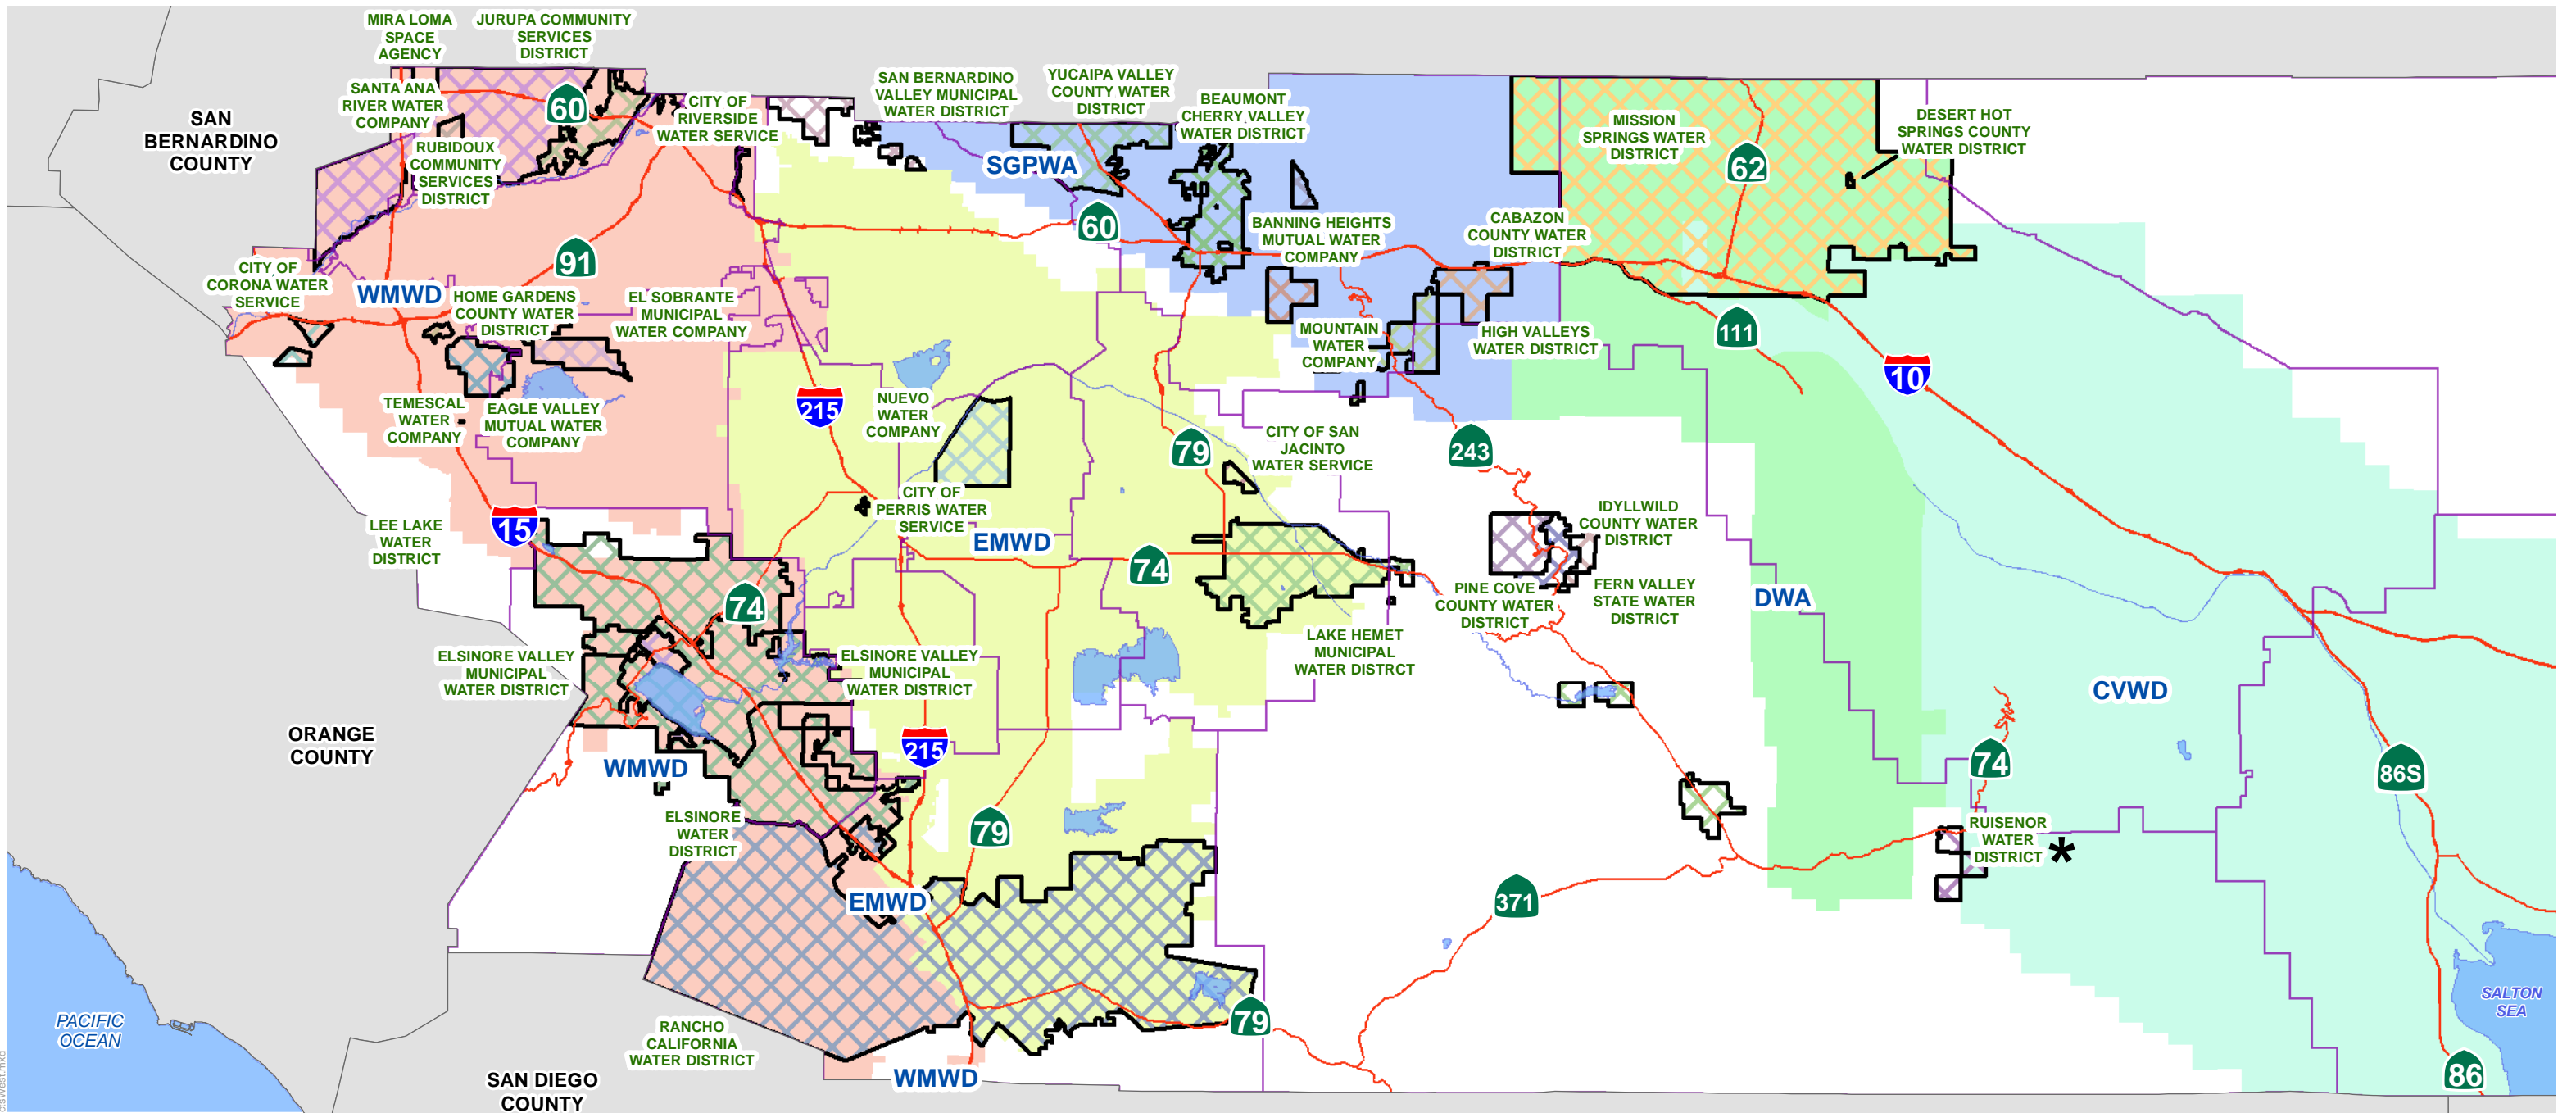 MIRA LOMA
SPACE
AGENCY
JURUPA COMMUNITY
SERVICES
DISTRICT
SANTA ANA
RIVER WATER
COMPANY
60
CITY OF
RIVERSIDE
WATER SERVICE
SAN BERNARDINO
VALLEY MUNICIPAL
WATER DISTRICT
YUCAIPA VALLEY
COUNTY WATER
DISTRICT
BEAUMONT
CHERRY VALLEY
WATER DISTRICT
MISSION
SPRINGS WATER
DISTRICT
DESERT HOT
SPRINGS COUNTY
WATER DISTRICT
SAN
BERNARDINO
COUNTY
RUBIDOUX
COMMUNITY
SERVICES
DISTRICT
SGPWA
62
60
BANNING HEIGHTS
MUTUAL WATER
COMPANY
CABAZON
COUNTY WATER
DISTRICT
91
CITY OF
CORONA WATER
SERVICE
WMWD
HOME GARDENS
COUNTY WATER
DISTRICT
EL SOBRANTE
MUNICIPAL
WATER COMPANY
MOUNTAIN
WATER
COMPANY
HIGH VALLEYS
WATER DISTRICT
111
10
215
TEMESCAL
WATER
COMPANY
EAGLE VALLEY
MUTUAL WATER
COMPANY
NUEVO
WATER
COMPANY
79
CITY OF SAN
JACINTO
WATER SERVICE
243
CITY OF
PERRIS WATER
SERVICE
15
LEE LAKE
WATER
DISTRICT
EMWD
IDYLLWILD
COUNTY WATER
DISTRICT
74
74
PINE COVE
COUNTY WATER
DISTRICT
FERN VALLEY
STATE WATER
DISTRICT
DWA
ELSINORE VALLEY
MUNICIPAL
WATER DISTRICT
ELSINORE VALLEY
MUNICIPAL
WATER DISTRICT
LAKE HEMET
MUNICIPAL
WATER DISTRCT
CVWD
ORANGE
COUNTY
WMWD
215
74
86S
ELSINORE
WATER
DISTRICT
79
RUISENOR
WATER
DISTRICT
*
EMWD
371
PACIFIC
OCEAN
RANCHO
CALIFORNIA
WATER DISTRICT
79
SALTON
SEA
SAN DIEGO
COUNTY
WMWD
86